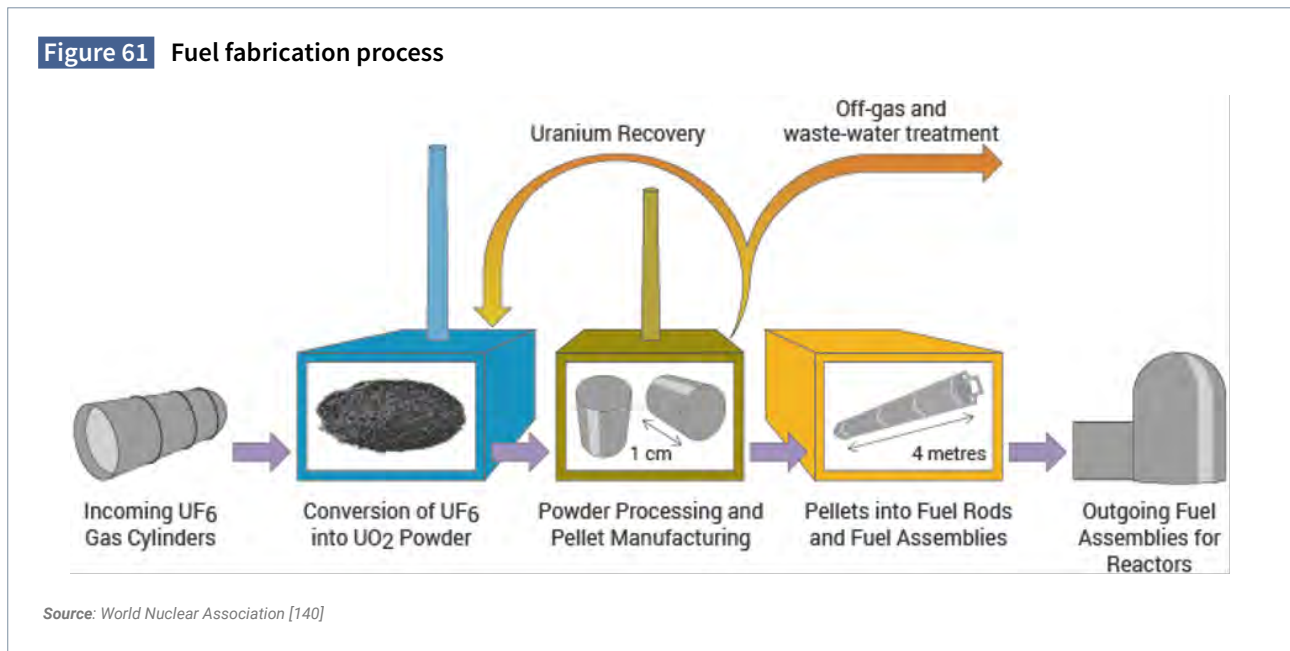 Figure 61 Fuel fabrication process
Uranium Recovery
Off-gas and
waste-water treatment
1 cm
4 metres
Incoming UF6
Gas Cylinders
Conversion of UF6
into UO2 Powder
Powder Processing and
Pellet Manufacturing
Pellets into Fuel Rods
and Fuel Assemblies
Outgoing Fuel
Assemblies for
Reactors
Source: World Nuclear Association [140]